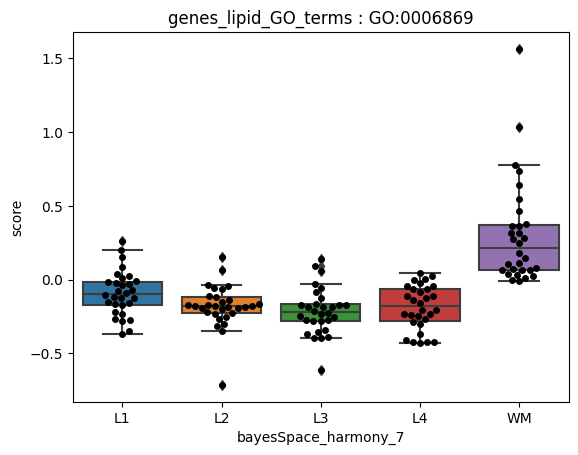 genes_lipid_GO_terms : GO:0006869
1.5
1.0
0.5
0.0
−0.5
score
L1 L2 L3 L4 WM
bayesSpace_harmony_7